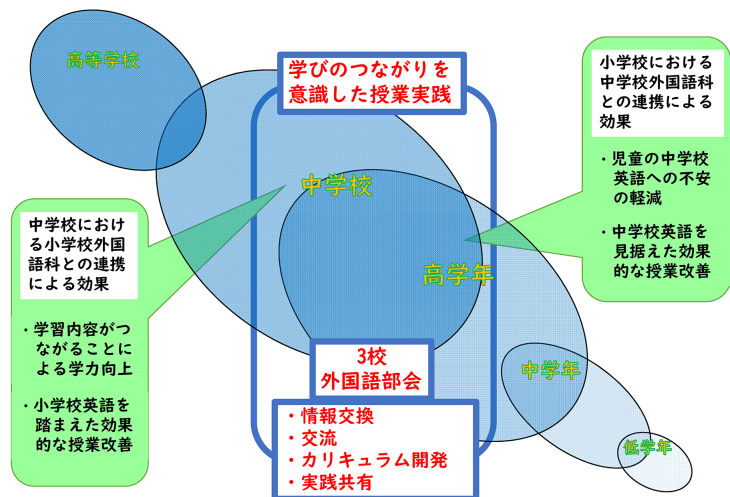 高等学校
学びのつながりを
意識した授業実践
小学校における
中学校外国語科
との連携による
効果
・児童の中学校
英語への不安
の軽減
・中学校英語を
見据えた効果
的な授業改善
中学校
高学年
中学校におけ
る小学校外国
語科との連携
による効果
・学習内容がつ
ながることに
よる学力向上
・小学校英語を
踏まえた効果
的な授業改善
3校
外国語部会
・情報交換
・交流
・カリキュラム開発
・実践共有
中学年
低学年